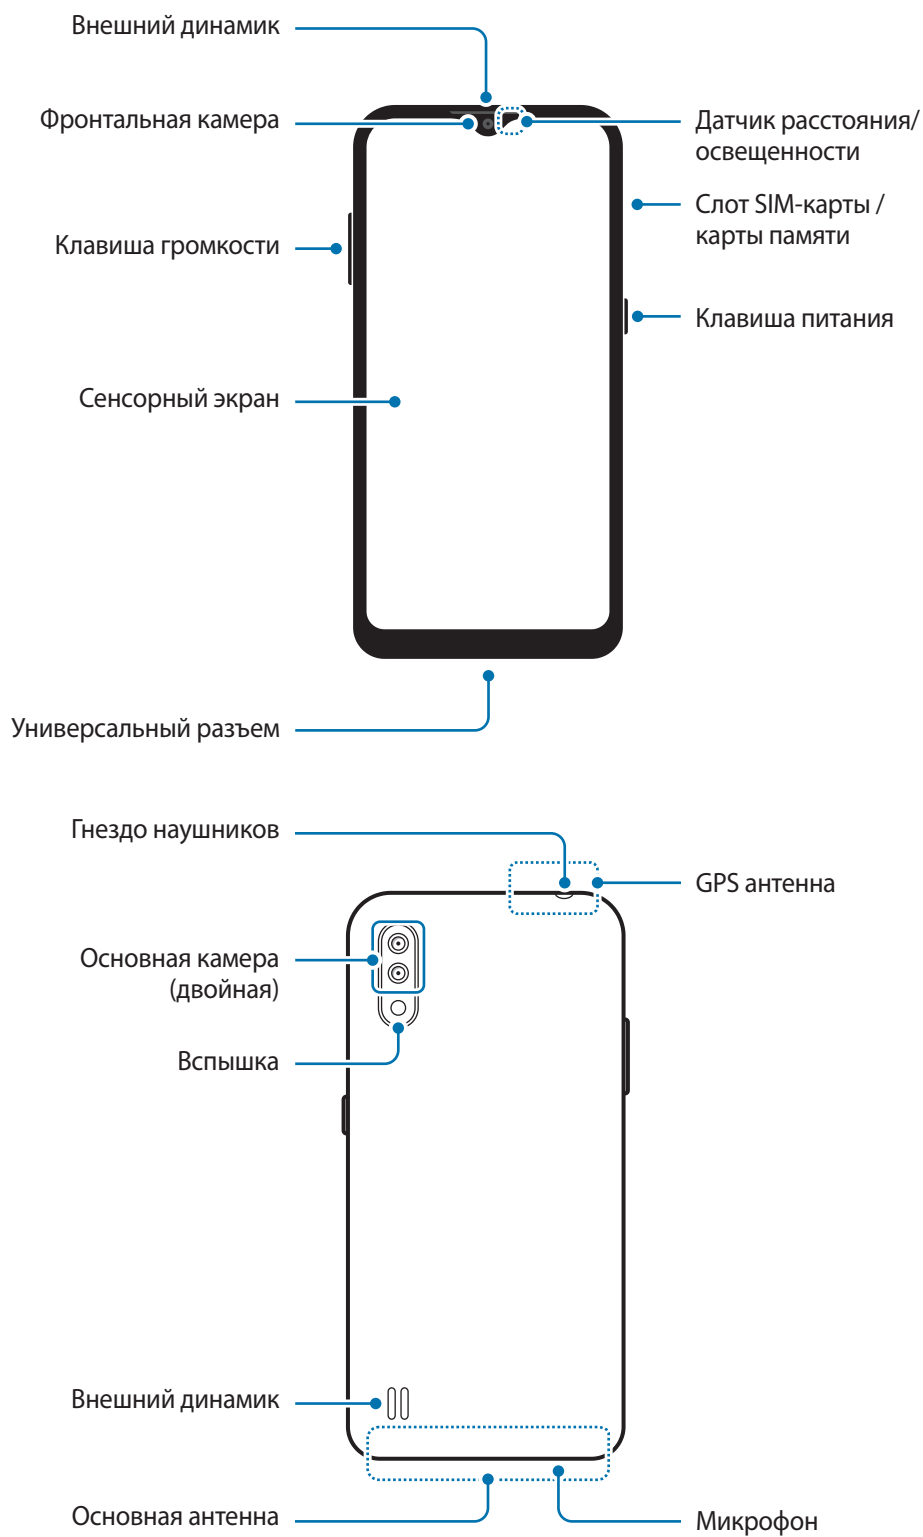 Внешний динамик
Фронтальная камера
Датчик расстояния/
освещенности
Слот SIM-карты /
карты памяти
Клавиша громкости
Клавиша питания
Сенсорный экран
Универсальный разъем
Гнездо наушников
GPS антенна
Основная камера
(двойная)
Вспышка
Внешний динамик
Основная антенна
Микрофон